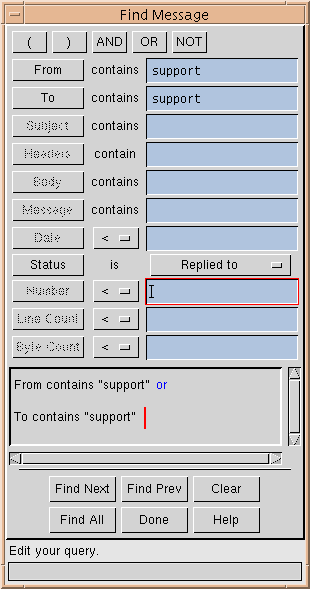 Find Message
( ) AND OR NOT
From contains support
To contains support
Subject contains
Headers contain
Body contains
Message contains
Date <
Status is Replied to
Number <
Line Count <
Byte Count <
From contains "support" or
To contains "support"
Find Next Find Prev Clear
Find All Done Help
Edit your query.